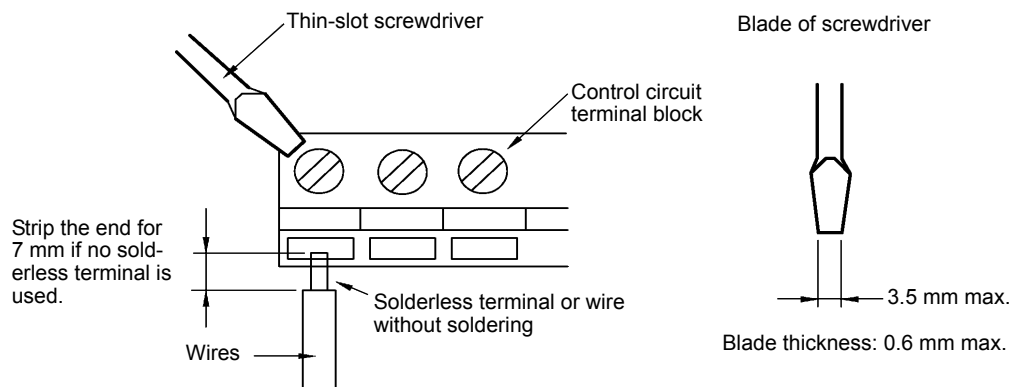 Thin-slot screwdriver
Blade of screwdriver
Control circuit
terminal block
Strip the end for
7 mm if no sold-
erless terminal is
used.
3.5 mm max.
Solderless terminal or wire
without soldering
Wires
Blade thickness: 0.6 mm max.